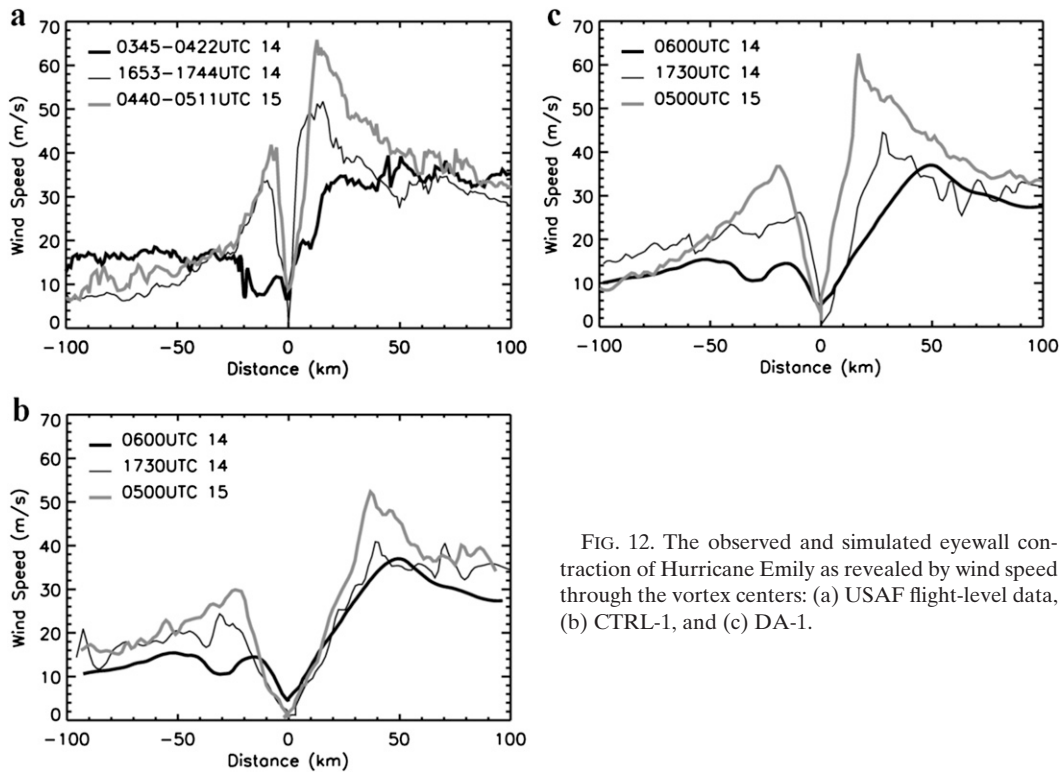 a
70
60
50
40
30
20
10
0
Wind Speed (m/s)
0345–0422UTC 14
1653–1744UTC 14
0440–0511UTC 15
−100
−50
0
50
100
Distance (km)
c
70
60
50
40
30
20
10
0
Wind Speed (m/s)
0600UTC 14
1730UTC 14
0500UTC 15
−100
−50
0
50
100
Distance (km)
b
70
60
50
40
30
20
10
0
Wind Speed (m/s)
0600UTC 14
1730UTC 14
0500UTC 15
−100
−50
0
50
100
Distance (km)
FIG. 12. The observed and simulated eyewall con-
traction of Hurricane Emily as revealed by wind speed
through the vortex centers: (a) USAF flight-level data,
(b) CTRL-1, and (c) DA-1.